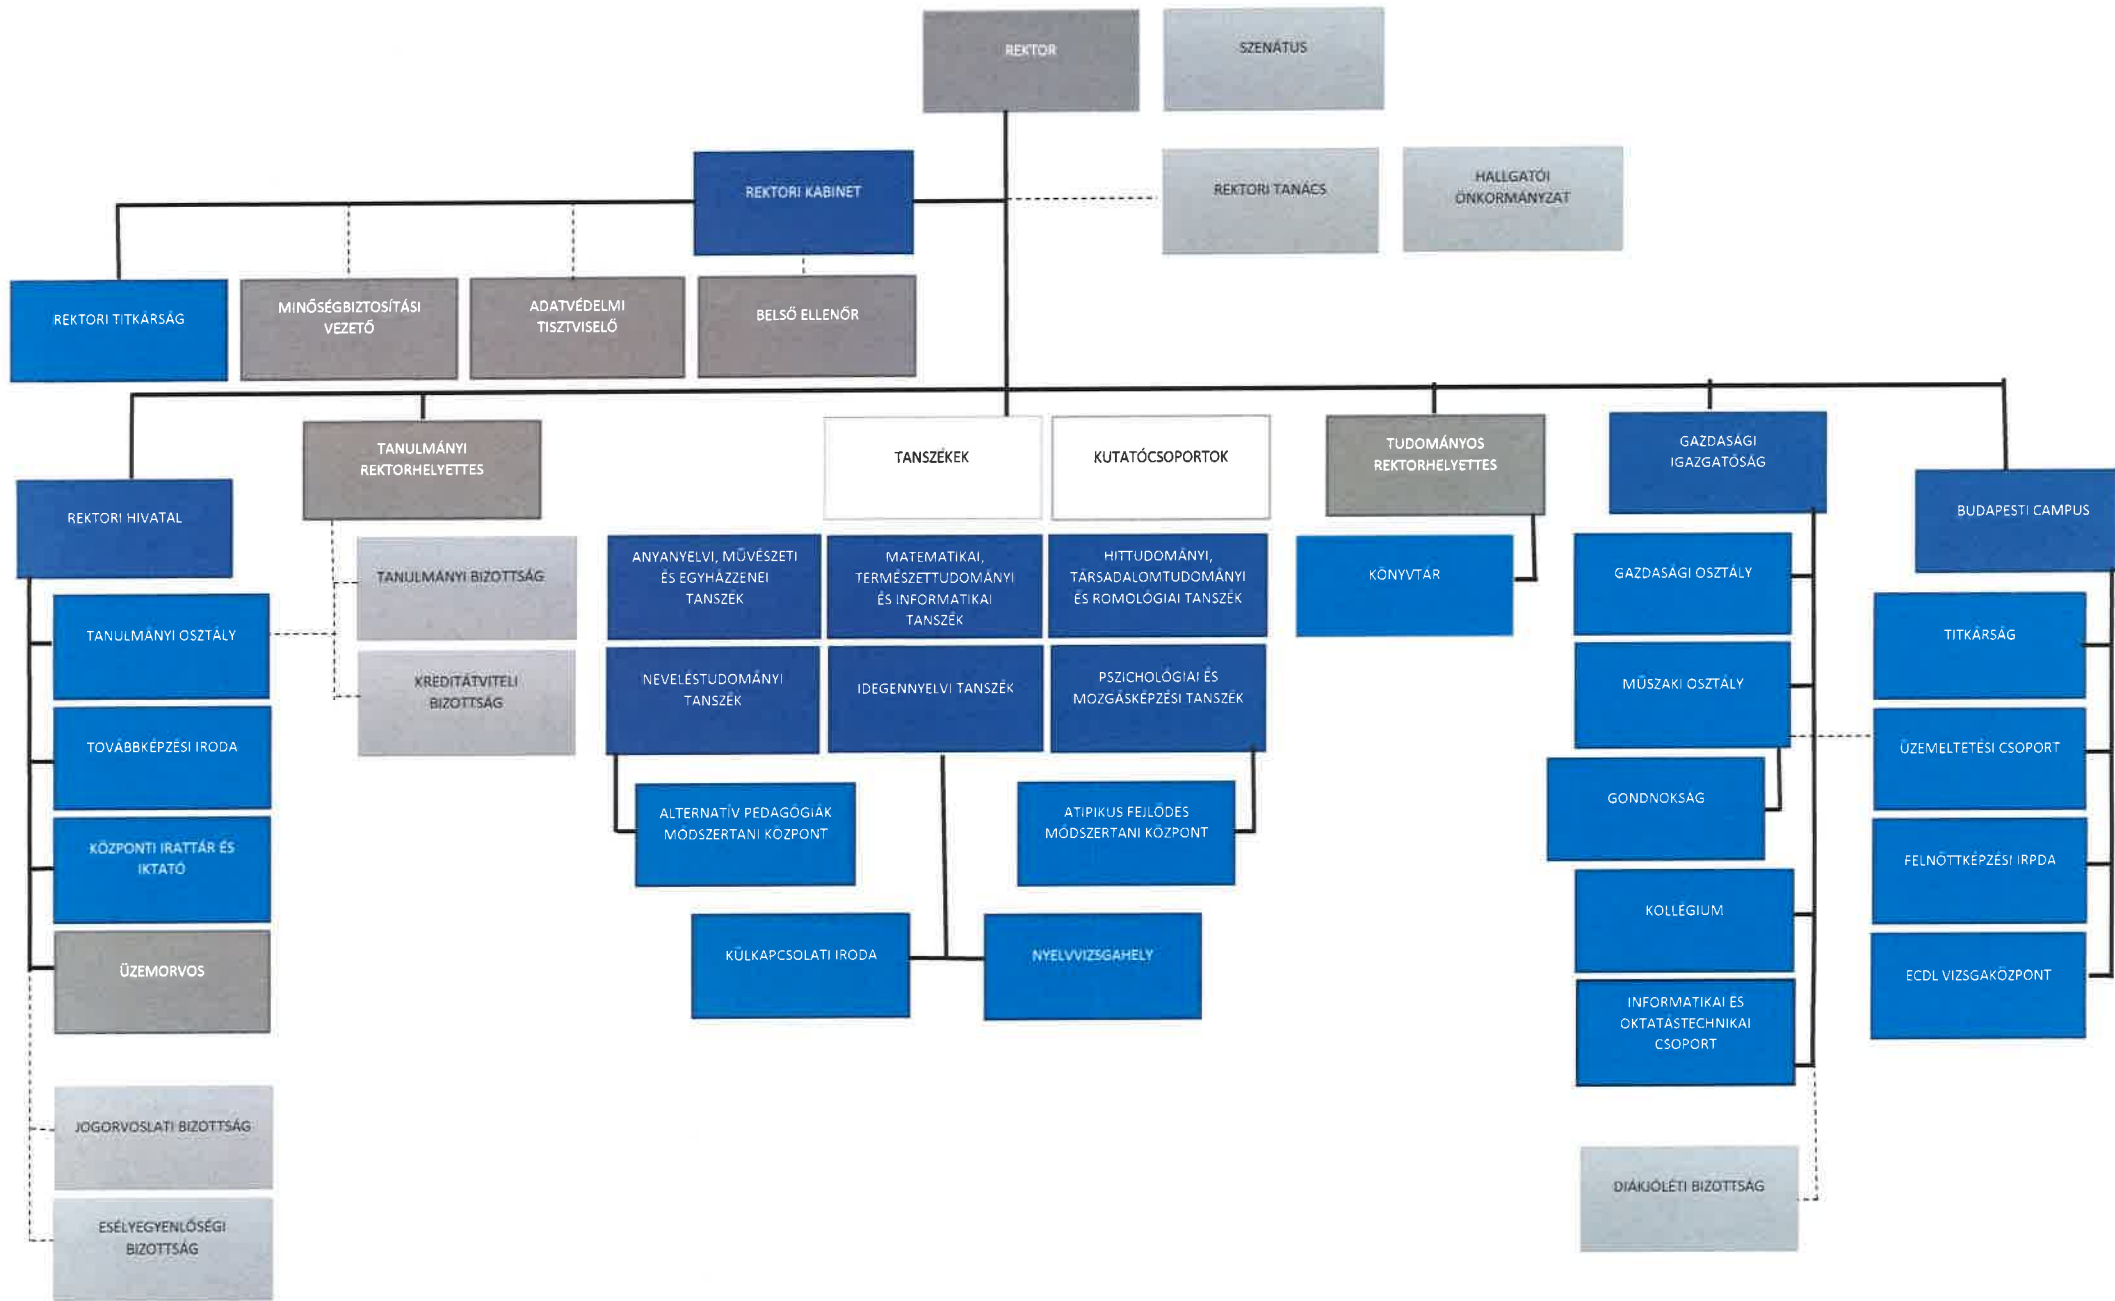 REKTOR
SZENÁTUS
REKTORI KABINET
REKTORI TANÁCS
HALLGATÓI
ÖNKORMÁNYZAT
REKTORI TITKÁRSÁG
MINŐSÉGBIZTOSÍTÁSI
VEZETŐ
ADATVÉDELMI
TISZTVISELŐ
BELSŐ ELLENŐR
REKTORI HIVATAL
TANULMÁNYI
REKTORHELYETTES
TANSZÉKEK
KUTATÓCSOPORTOK
TUDOMÁNYOS
REKTORHELYETTES
GAZDASÁGI
IGAZGATÓSÁG
BUDAPESTI CAMPUS
TANULMÁNYI OSZTÁLY
TOVÁBBKÉPZÉSI IRODA
KÖZPONTI IRATTÁR ÉS
IKTATÓ
ÜZEMORVOS
JOGORVOSLATI BIZOTTSÁG
ESÉLYEGYENLŐSÉGI
BIZOTTSÁG
TANULMÁNYI BIZOTTSÁG
KREDITÁTVITELI
BIZOTTSÁG
ANYANYELVI, MŰVÉSZETI
ÉS EGYHÁZZENEI
TANSZÉK
MATEMATIKAI,
TERMÉSZETTUDOMÁNYI
ÉS INFORMATIKAI
TANSZÉK
HITTUDOMÁNYI,
TÁRSADALOMTUDOMÁNYI
ÉS ROMOLÓGIAI TANSZÉK
NEVELÉSTUDOMÁNYI
TANSZÉK
IDEGENNYELVI TANSZÉK
PSZICHOLÓGIAI ÉS
MOZGÁSKÉPZÉSI TANSZÉK
ALTERNATÍV PEDAGÓGIÁK
MÓDSZERTANI KÖZPONT
ATIPIKUS FEJLŐDÉS
MÓDSZERTANI KÖZPONT
KÜLKAPCSOLATI IRODA
NYELVVIZSGAHELY
KÖNYVTÁR
GAZDASÁGI OSZTÁLY
MŰSZAKI OSZTÁLY
GONDNOKSÁG
KOLLÉGIUM
INFORMATIKAI ÉS
OKTATÁSTECHNIKAI
CSOPORT
DIÁKJÓLÉTI BIZOTTSÁG
TITKÁRSÁG
ÜZEMELTETÉSI CSOPORT
FELNŐTTKÉPZÉSI IRPDA
ECDL VIZSGAKÖZPONT